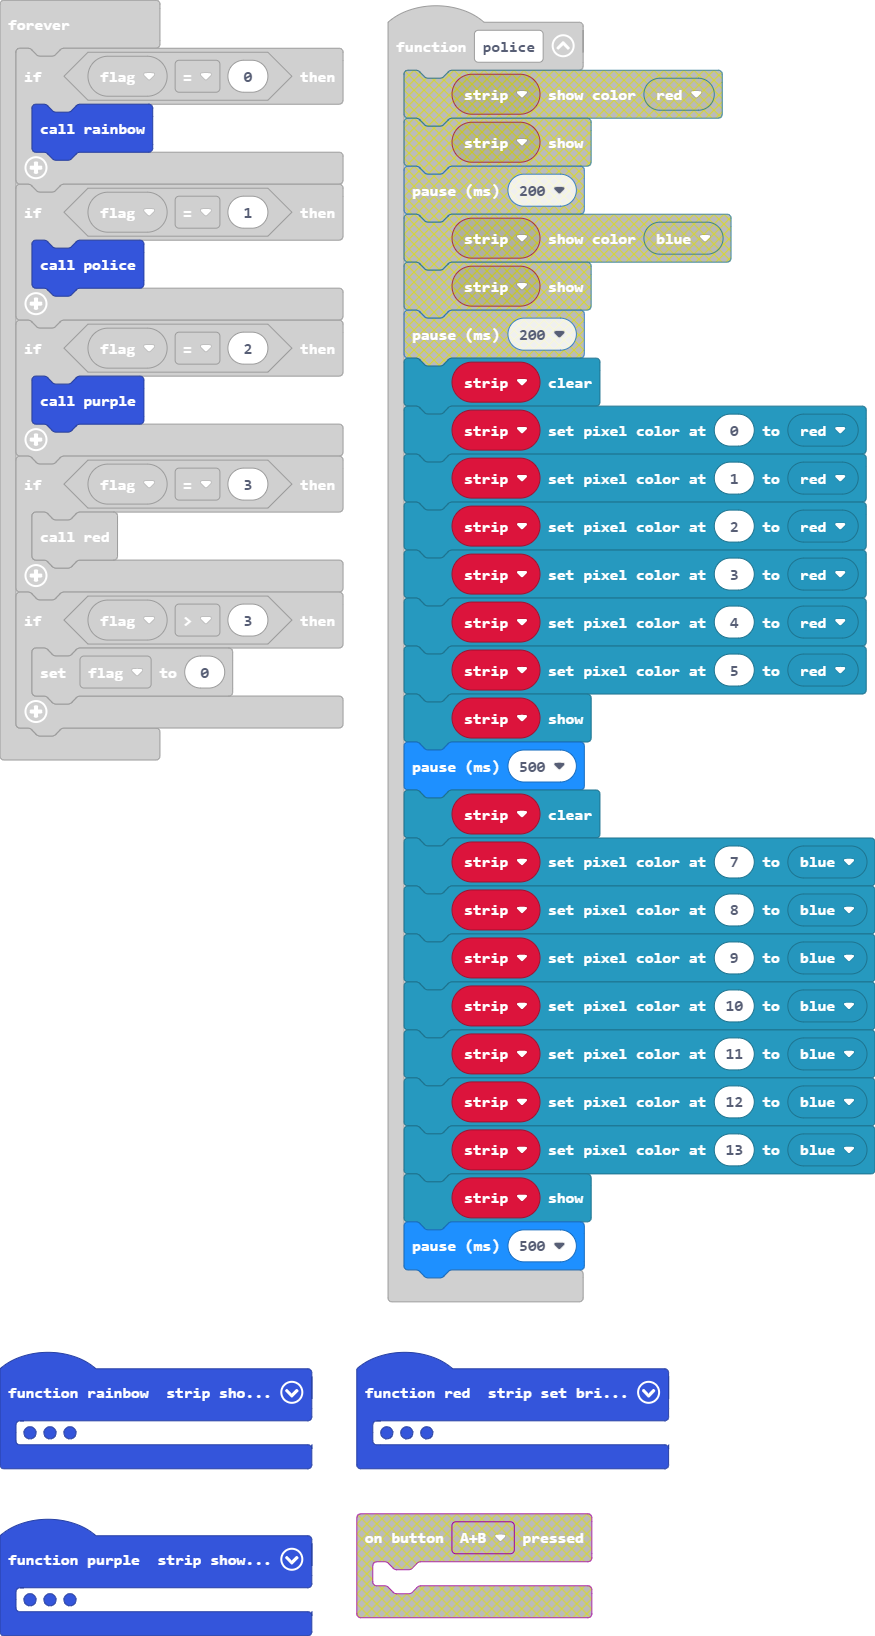 forever
if flag = 0 then
call rainbow
if flag = 1 then
call police
if flag = 2 then
call purple
if flag = 3 then
call red
if flag > 3 then
set flag to 0
function police
strip show color red
strip show
pause (ms) 200
strip show color blue
strip show
pause (ms) 200
strip clear
strip set pixel color at 0 to red
strip set pixel color at 1 to red
strip set pixel color at 2 to red
strip set pixel color at 3 to red
strip set pixel color at 4 to red
strip set pixel color at 5 to red
strip show
pause (ms) 500
strip clear
strip set pixel color at 7 to blue
strip set pixel color at 8 to blue
strip set pixel color at 9 to blue
strip set pixel color at 10 to blue
strip set pixel color at 11 to blue
strip set pixel color at 12 to blue
strip set pixel color at 13 to blue
strip show
pause (ms) 500
function rainbow strip sho...
function red strip set bri...
function purple strip show...
on button A+B pressed